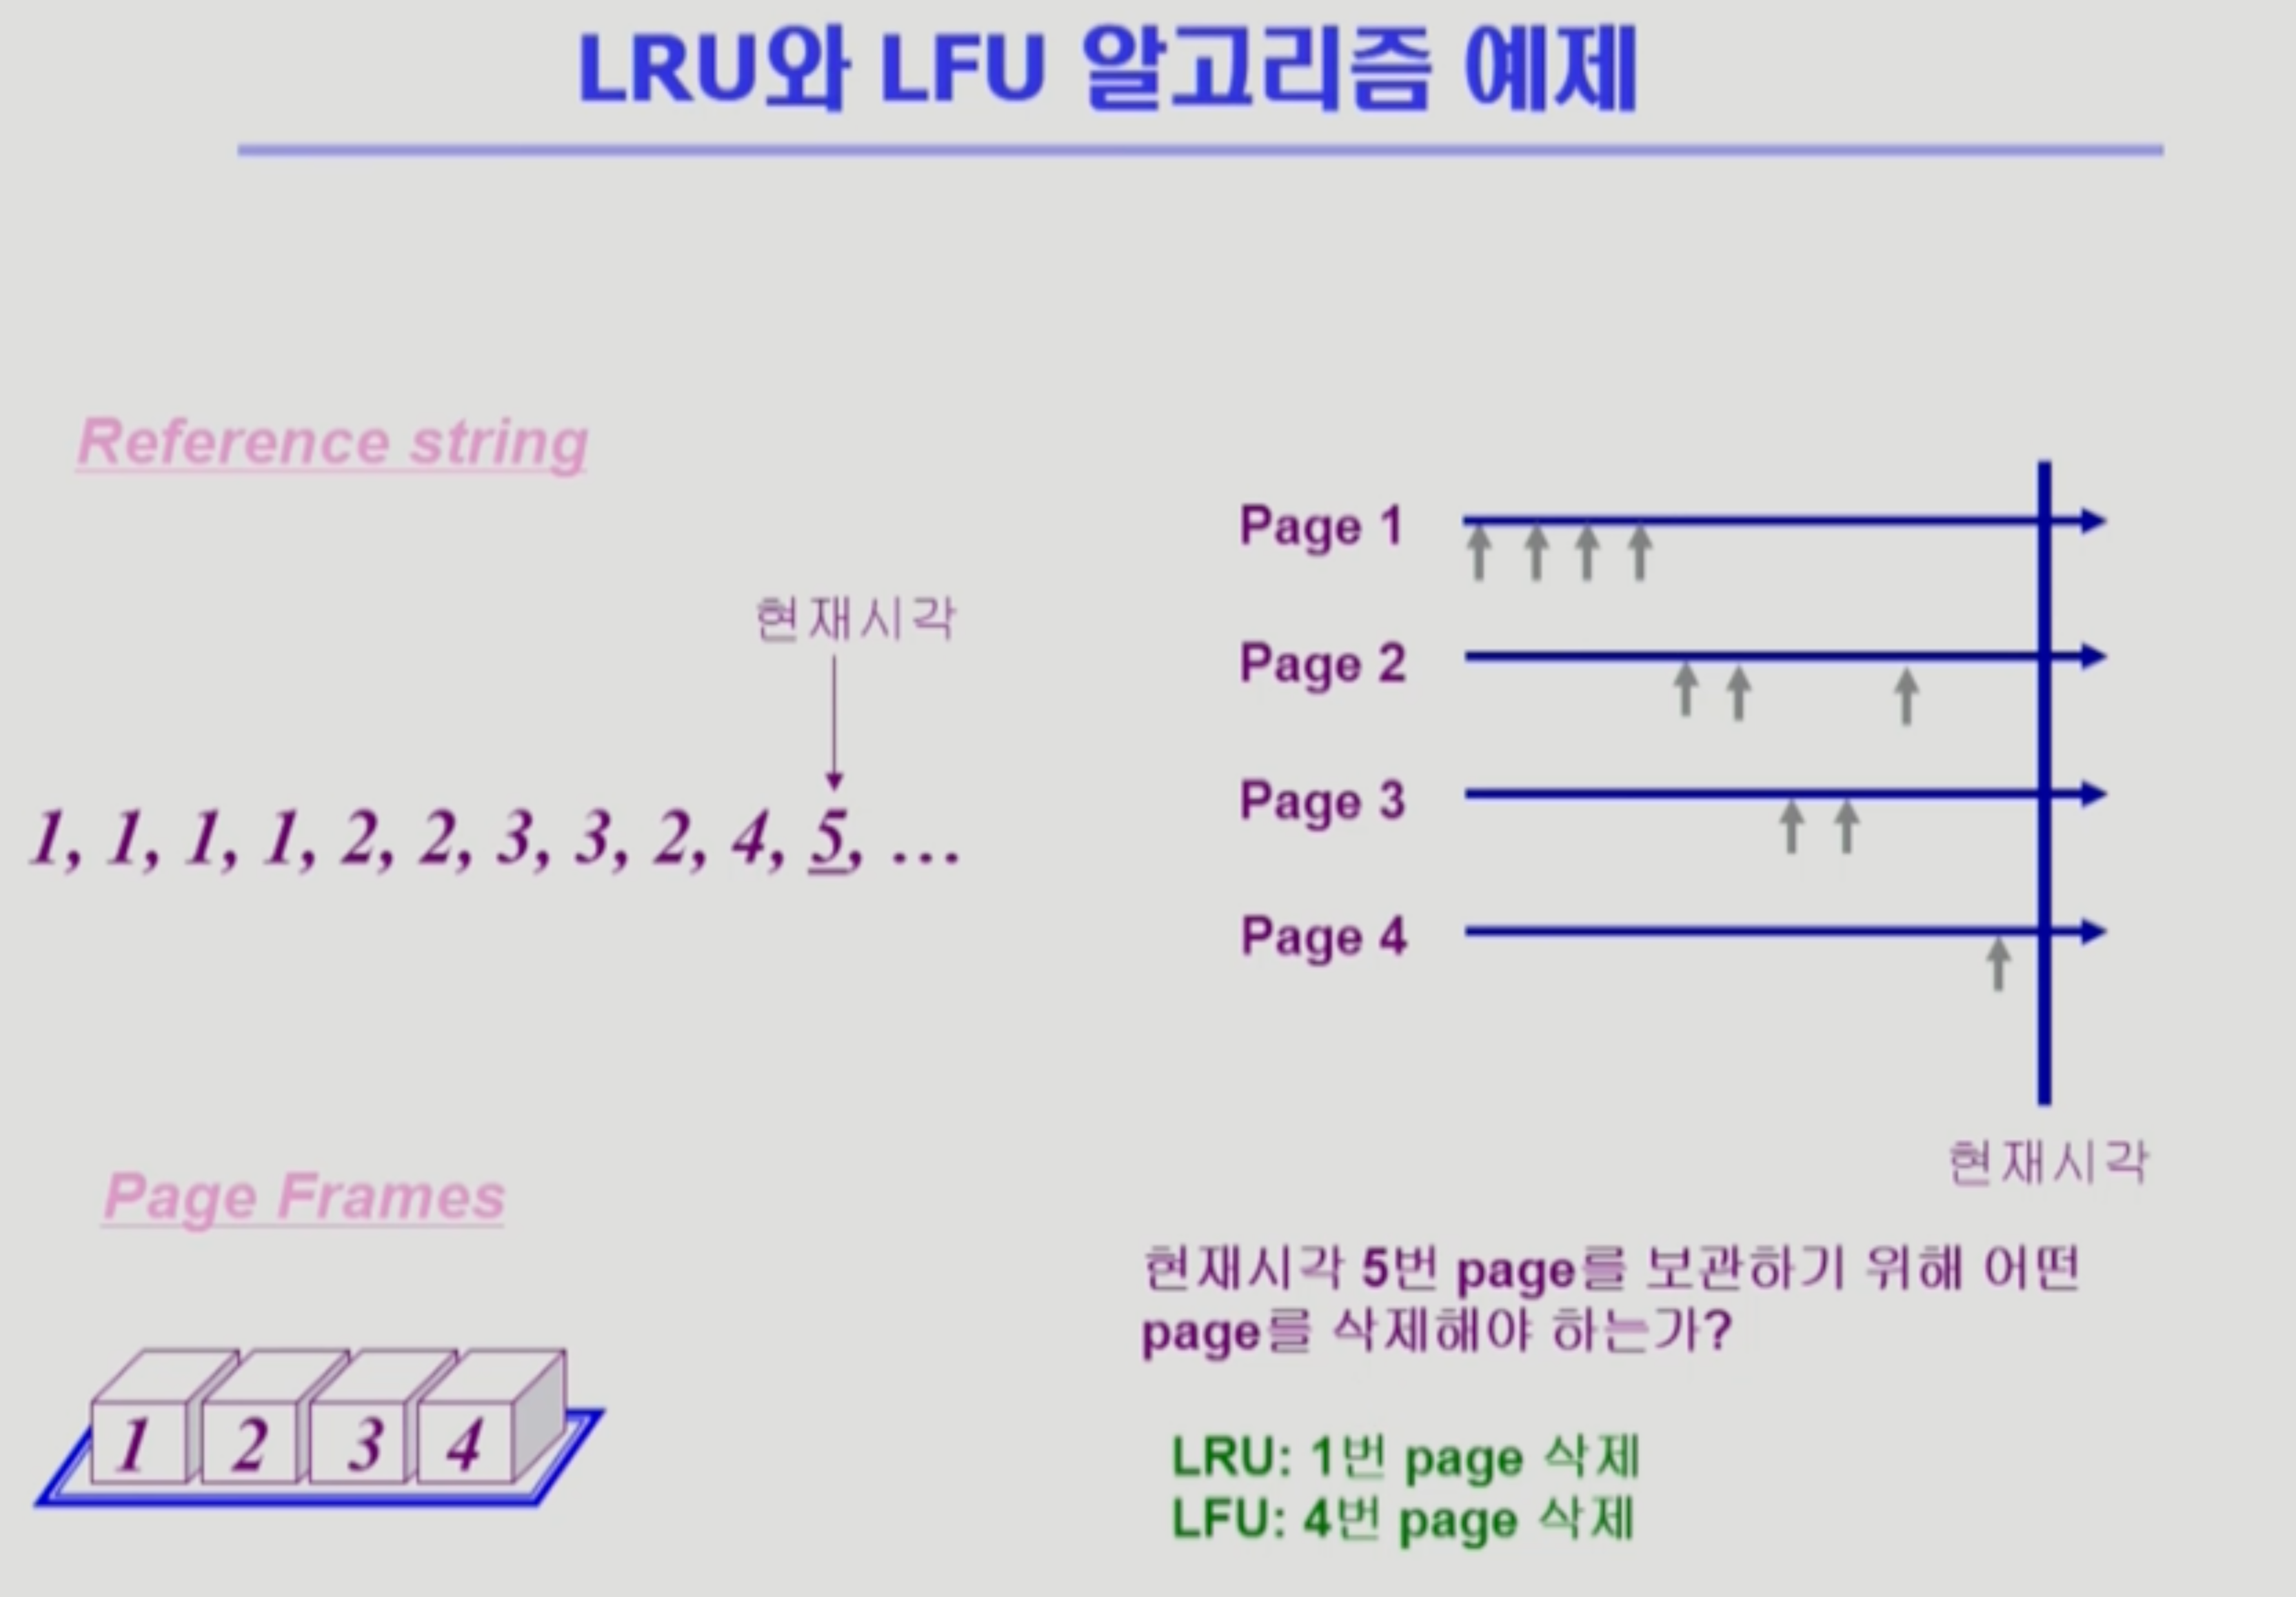 LRU와 LFU 알고리즘 예제
Reference string
현재시각
1, 1, 1, 1, 2, 2, 3, 3, 2, 4, 5, ...
Page Frames
1 2 3 4
Page 1
Page 2
Page 3
Page 4
현재시각
현재시각 5번 page를 보관하기 위해 어떤
page를 삭제해야 하는가?
LRU: 1번 page 삭제
LFU: 4번 page 삭제